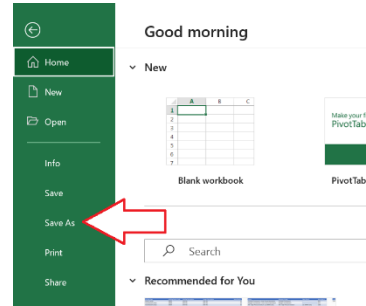 Good morning
Home
New
Open
Info
Save
Save As
Print
Share
New
A B C
1
2
3
4
5
6
7
Blank workbook
Make your f
PivotTab
PivotTab
Search
Recommended for You